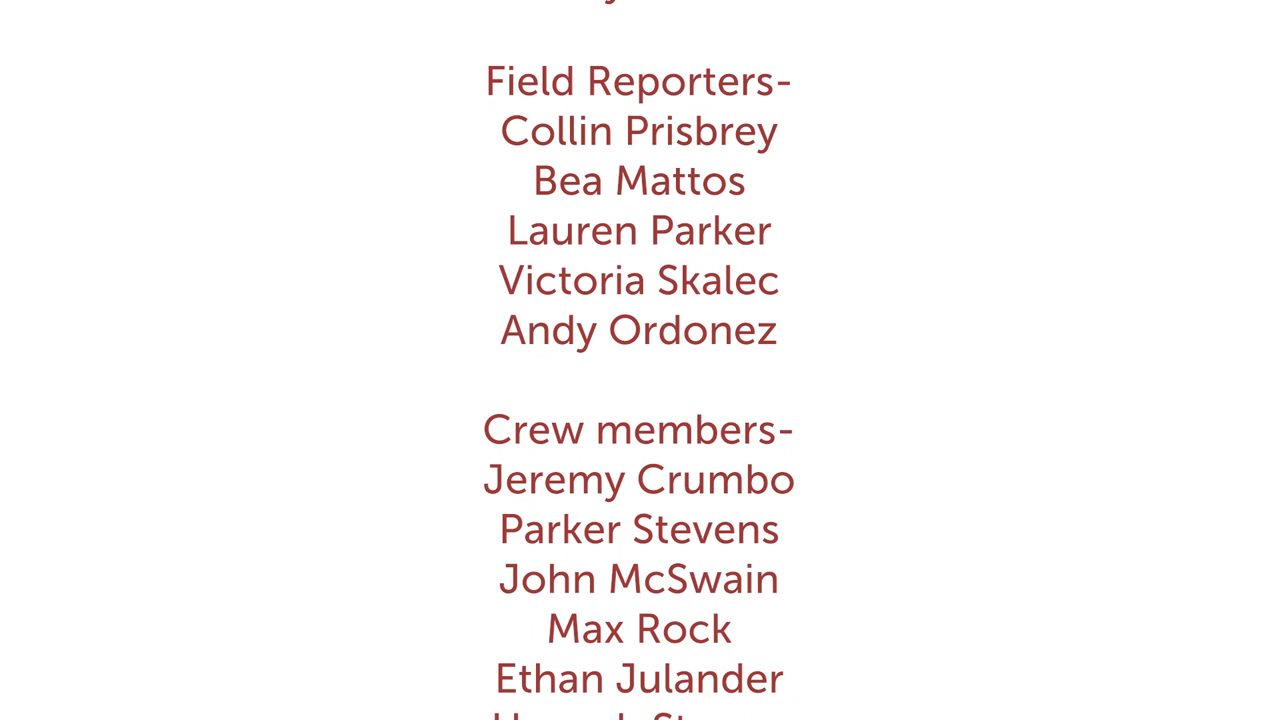 Field Reporters-
Collin Prisbrey
Bea Mattos
Lauren Parker
Victoria Skalec
Andy Ordonez
Crew members-
Jeremy Crumbo
Parker Stevens
John McSwain
Max Rock
Ethan Julander